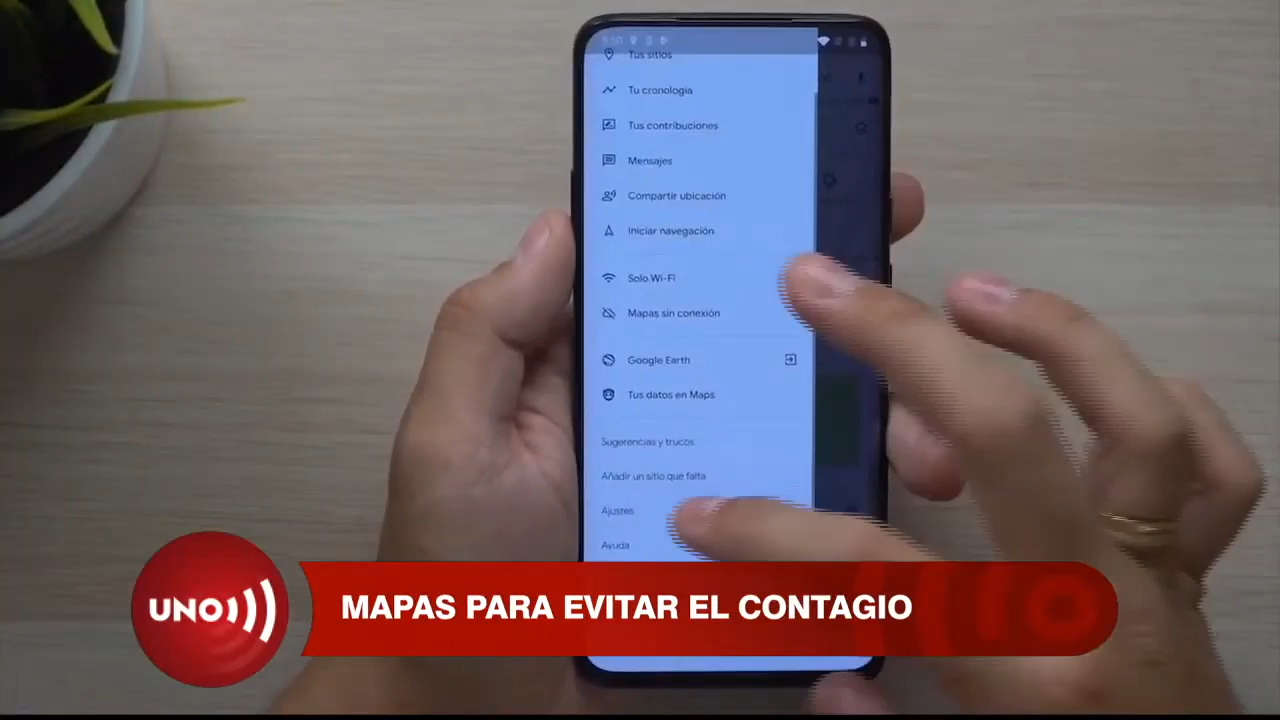 Tus sitios
Tu cronología
Tus contribuciones
Mensajes
Compartir ubicación
Iniciar navegación
Solo Wi-Fi
Mapas sin conexión
Google Earth
Tus datos en Maps
Sugerencias y trucos
Añadir un sitio que falta
Ajustes
Ayuda
UNO
MAPAS PARA EVITAR EL CONTAGIO